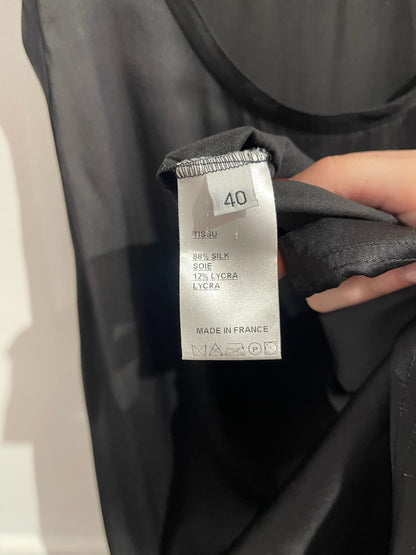 40
TISSU
88% SILK
SOIE
12% LYCRA
LYCRA
MADE IN FRANCE
P